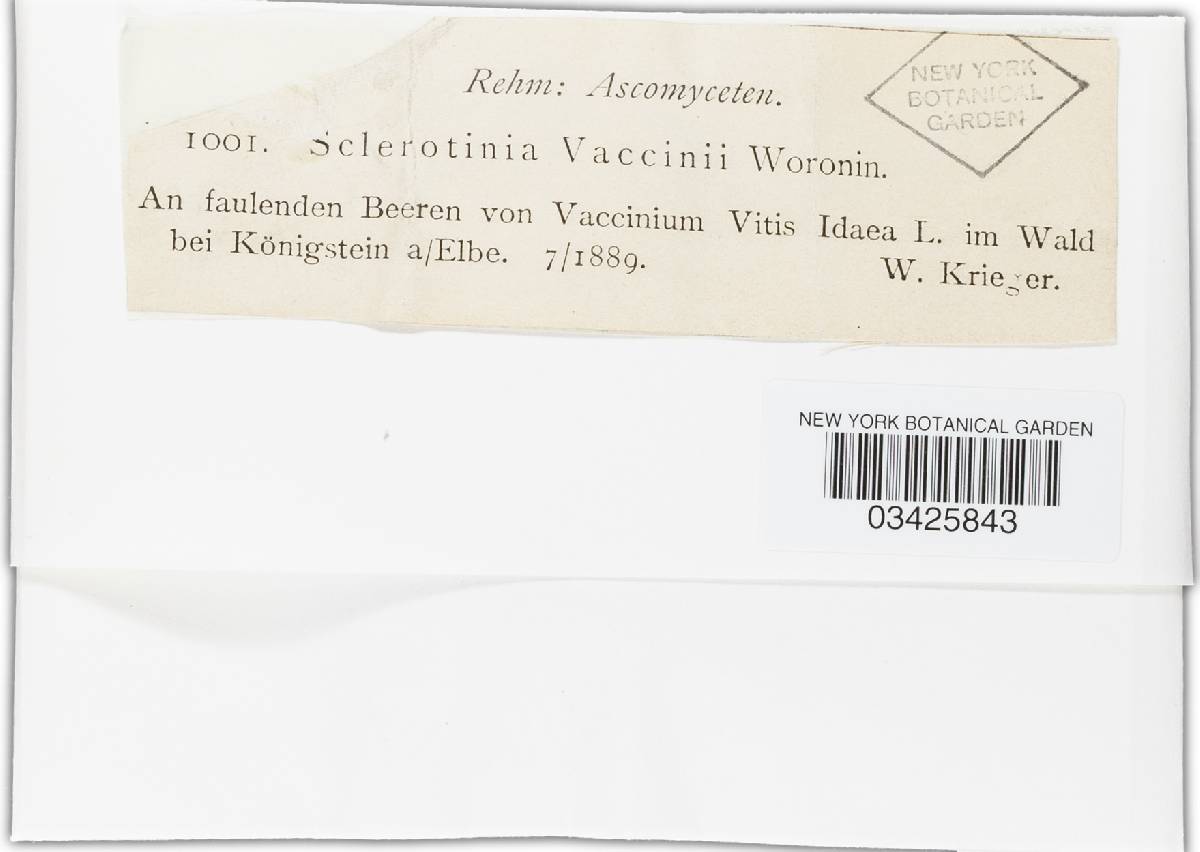 Rehm: Ascomyceten.
NEW YORK
BOTANICAL
GARDEN
1001. Sclerotinia Vaccinii Woronin.
An faulenden Beeren von Vaccinium Vitis Idaea L. im Wald
bei Königstein a/Elbe. 7/1889. W. Krieger.
NEW YORK BOTANICAL GARDEN
03425843